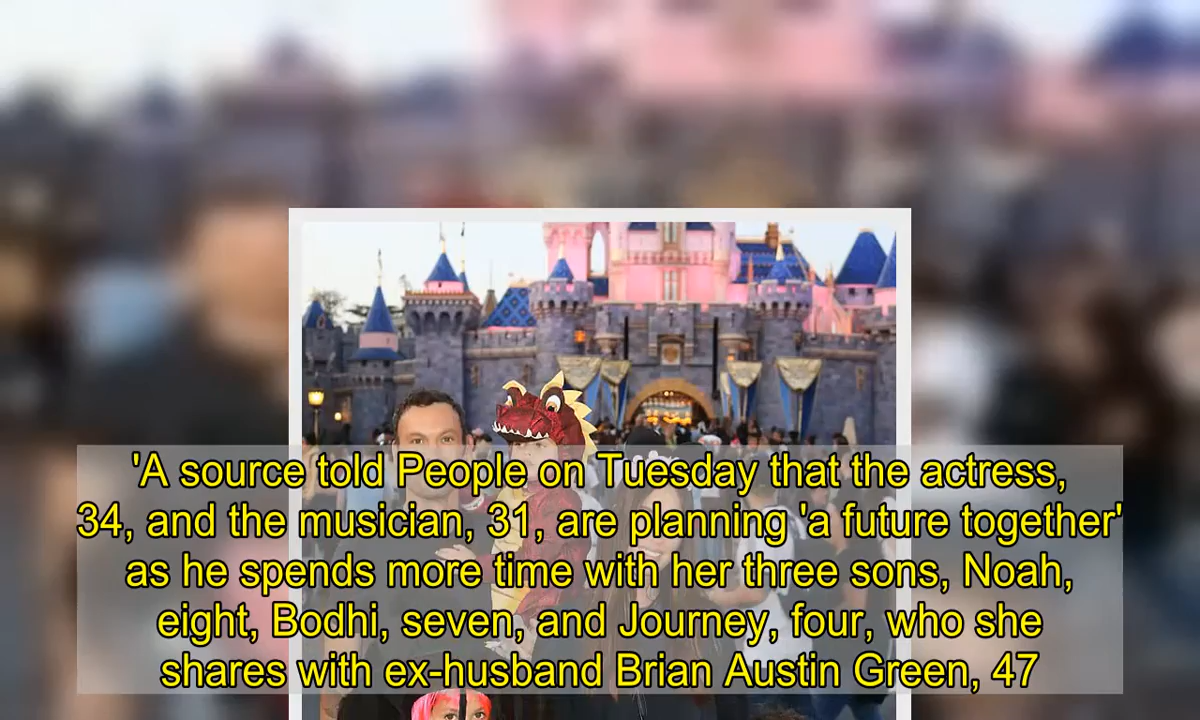 'A source told People on Tuesday that the actress,
34, and the musician, 31, are planning 'a future together'
as he spends more time with her three sons, Noah,
eight, Bodhi, seven, and Journey, four, who she
shares with ex-husband Brian Austin Green, 47